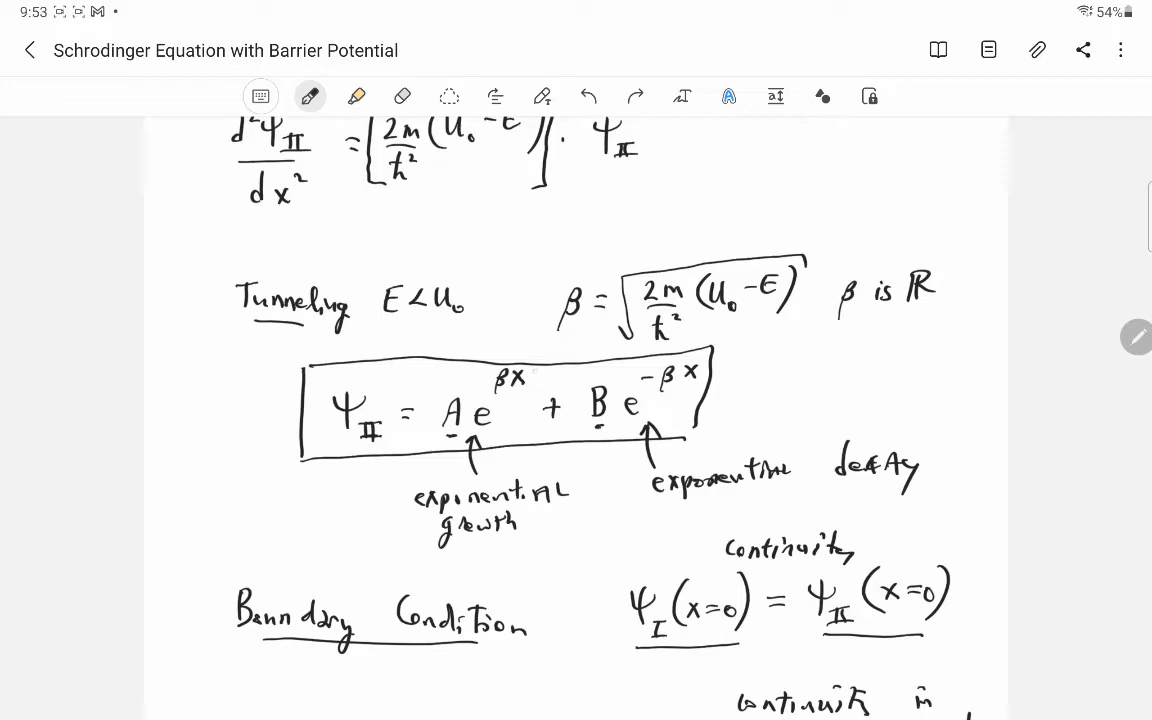 9:53 54%
Schrodinger Equation with Barrier Potential
d²Ψ_II / dx² = [2m/ħ² (U₀ - E)] · Ψ_II
Tunneling E < U₀ β = √(2m/ħ² (U₀ - E)) β is ℝ
Ψ_II = A e^{βx} + B e^{-βx}
exponential growth
exponential decay
continuity
Boundary Condition Ψ_I (x=0) = Ψ_II (x=0)
continuity in